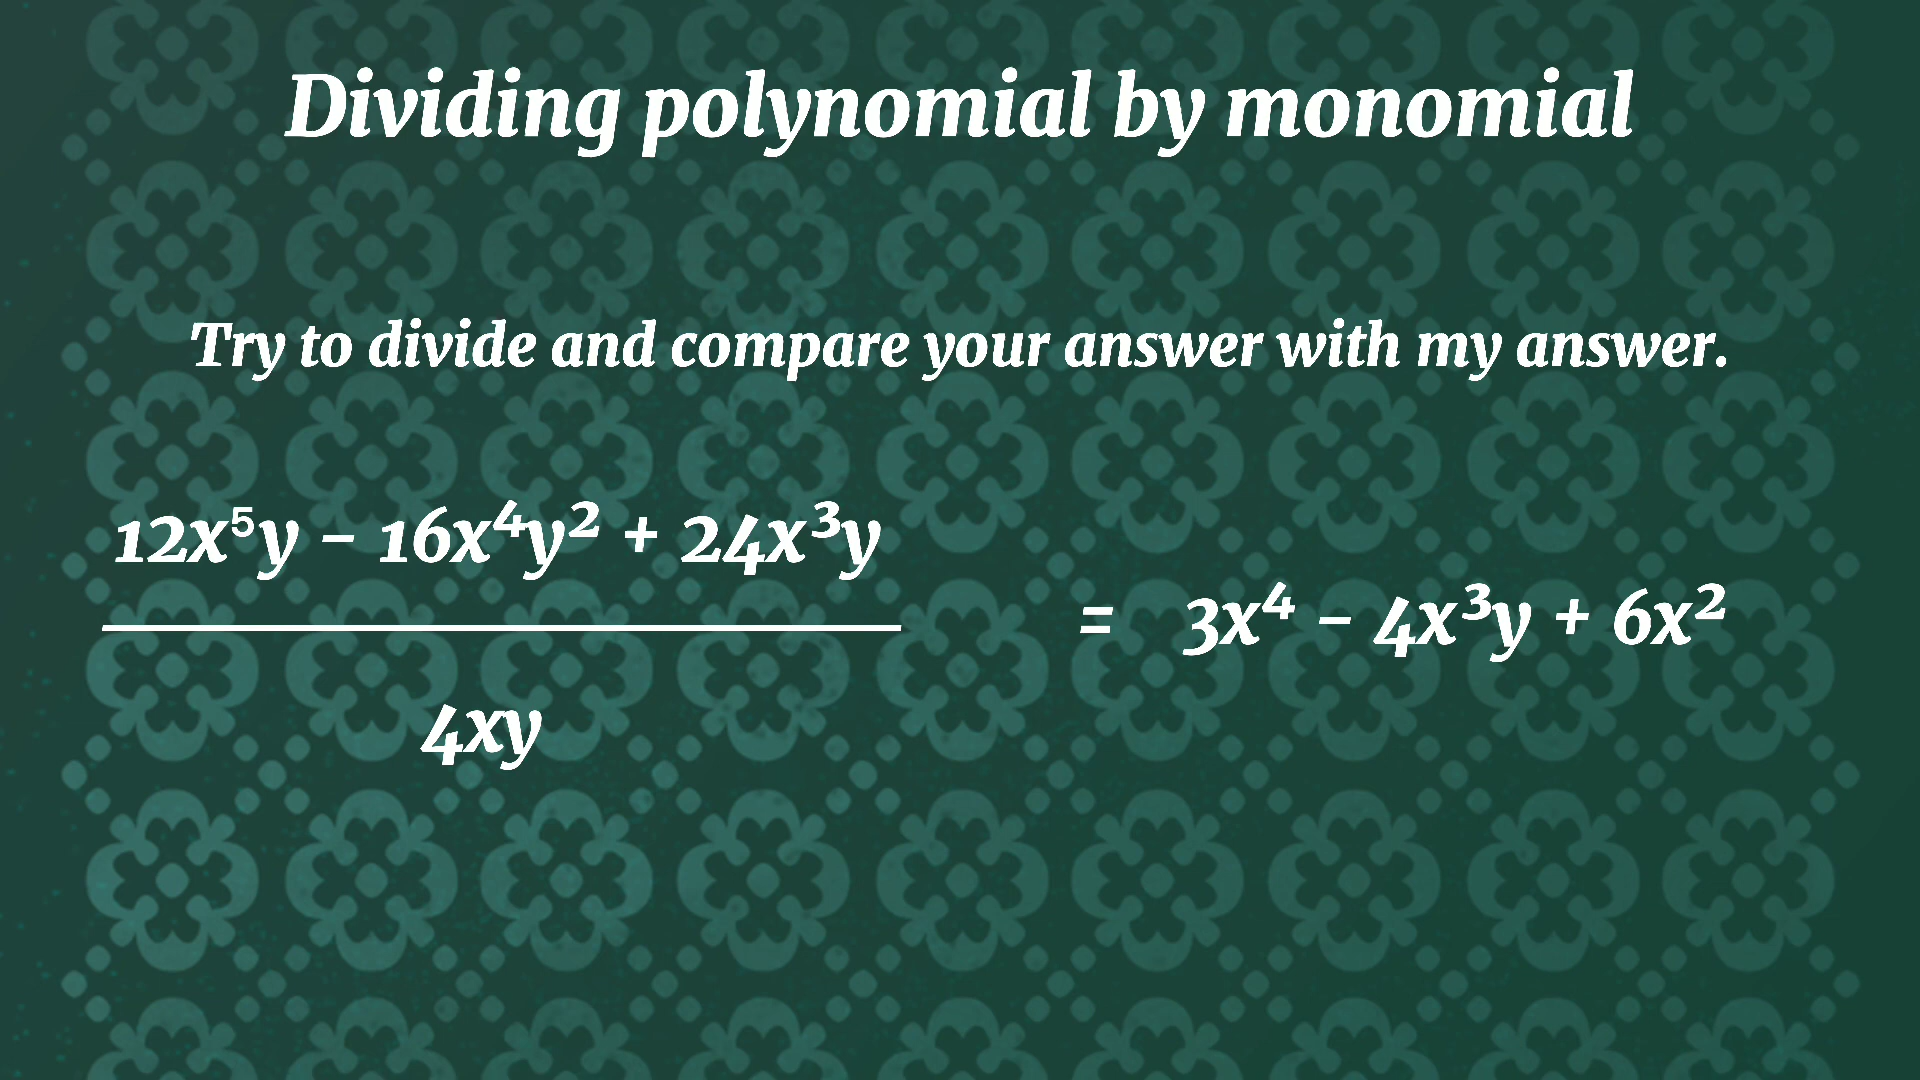 Dividing polynomial by monomial
Try to divide and compare your answer with my answer.
12x⁵y – 16x⁴y² + 24x³y
= 3x⁴ – 4x³y + 6x²
4xy